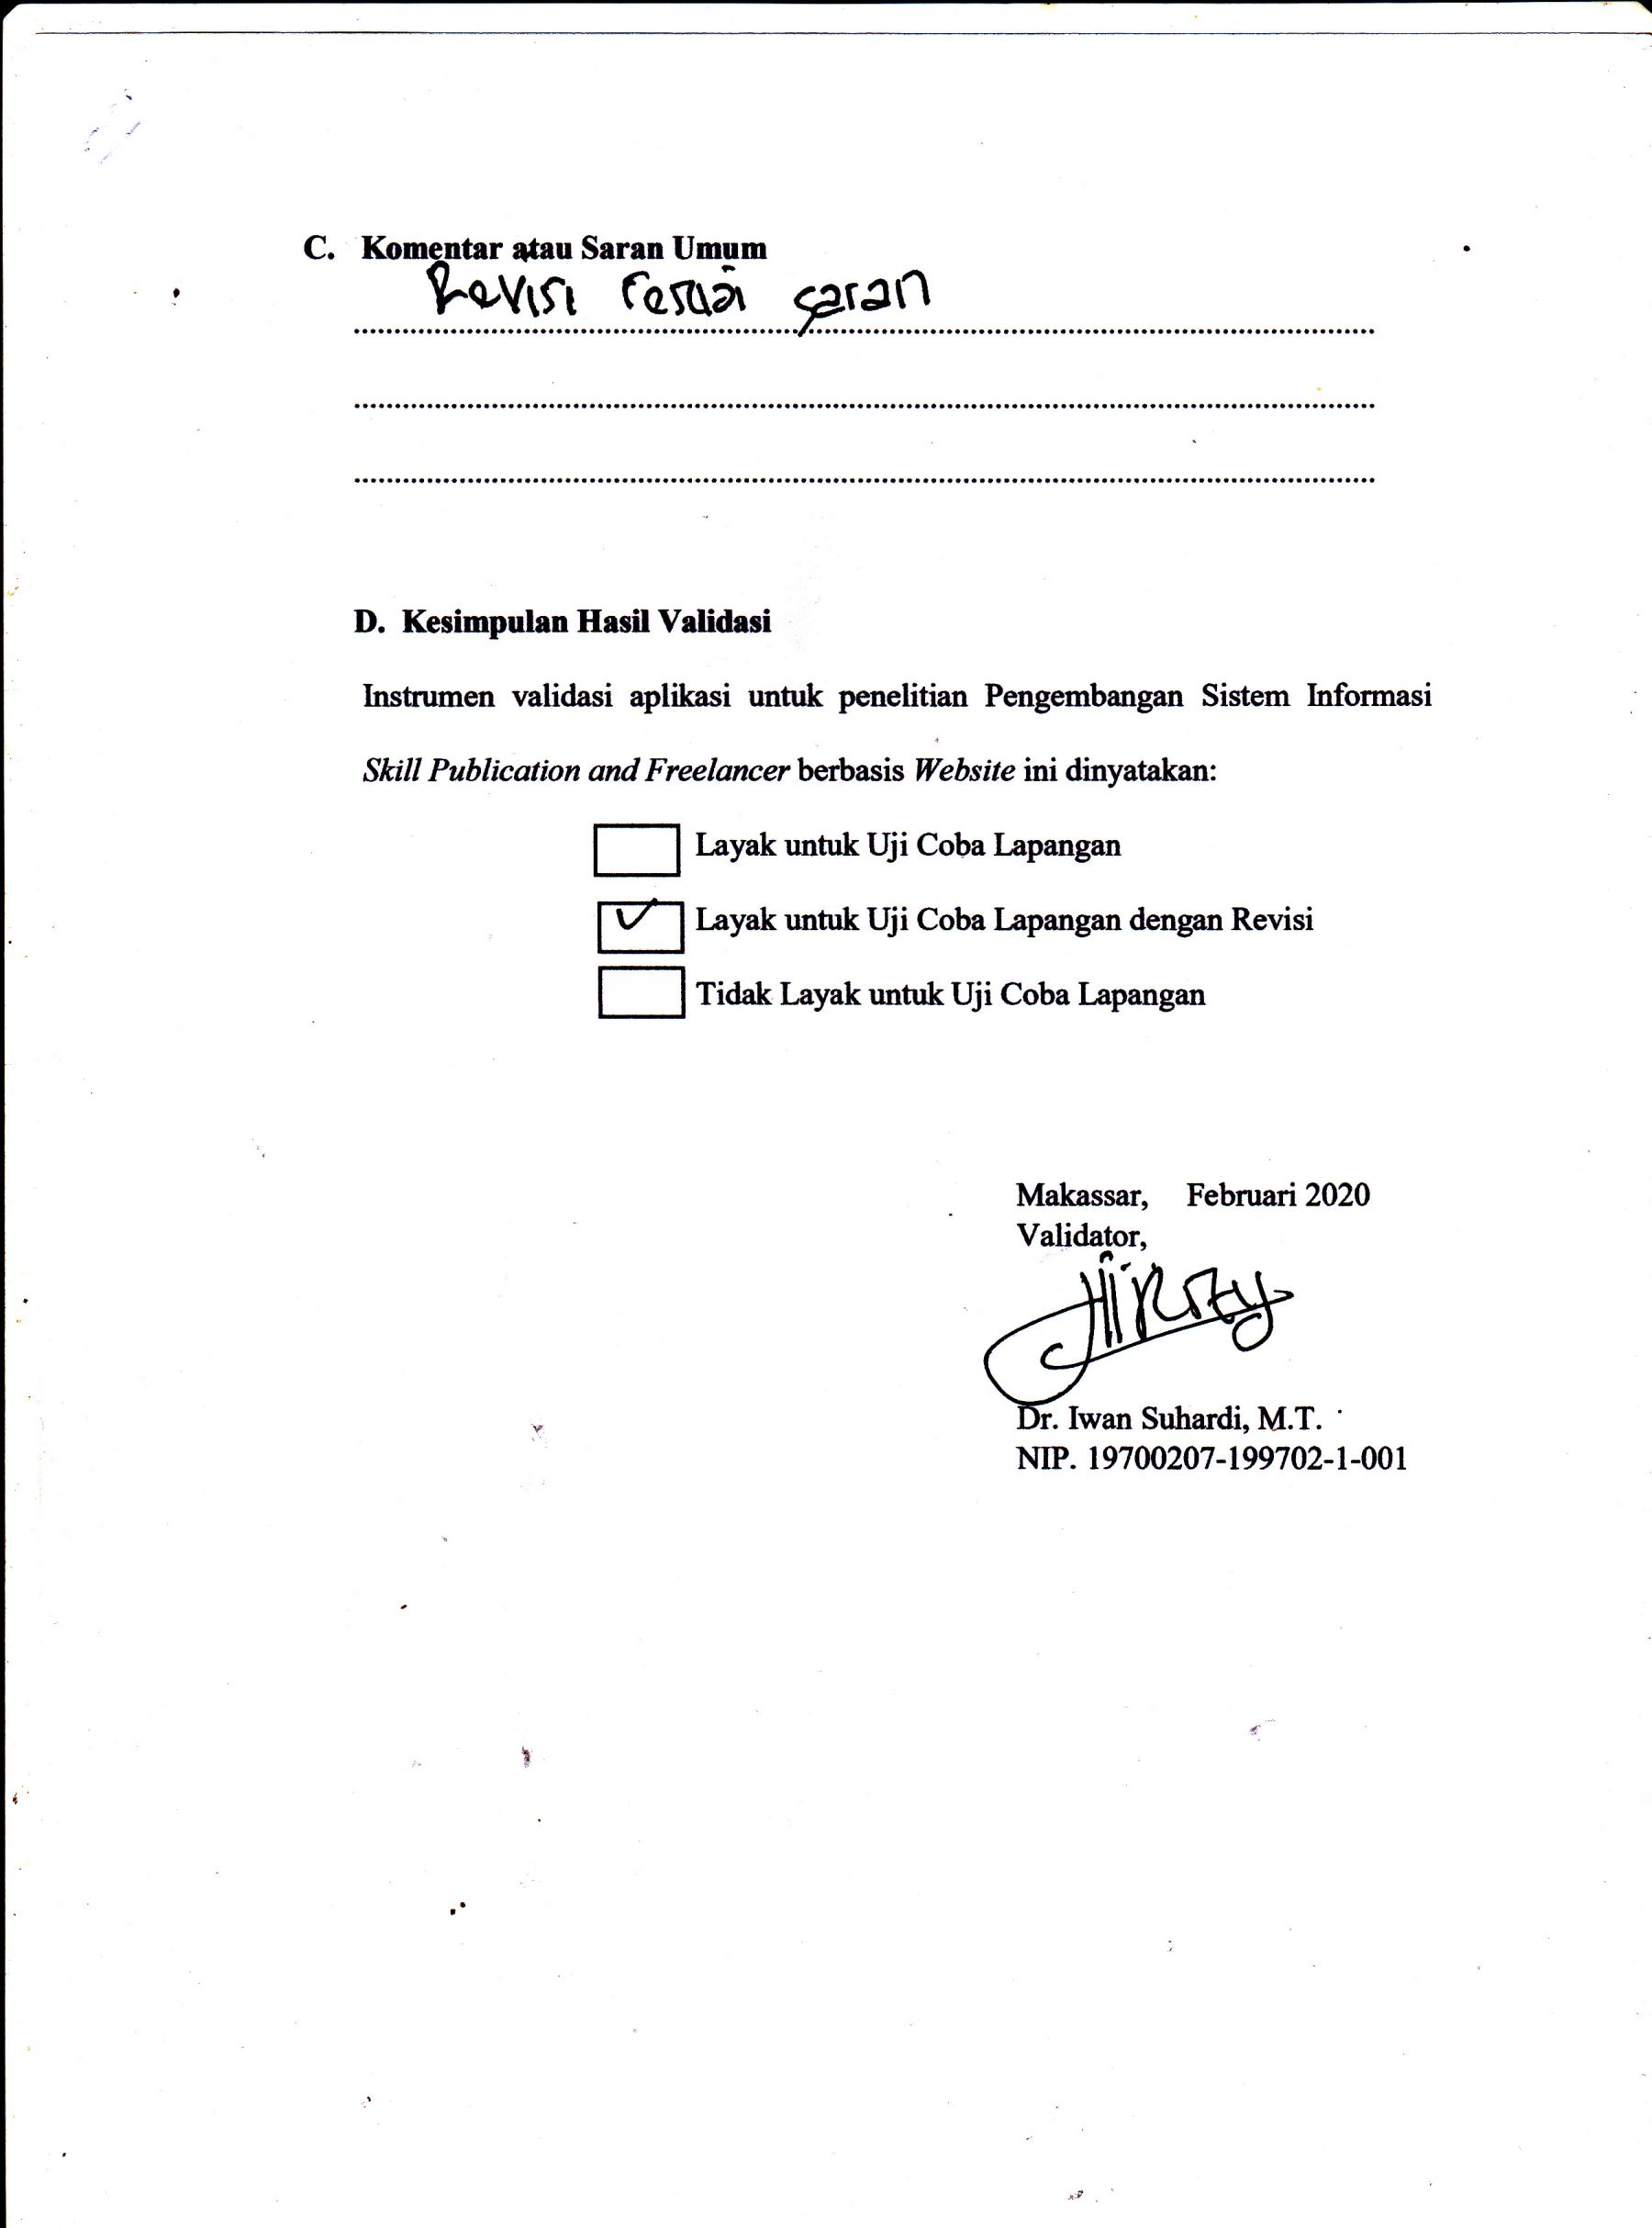 C. Komentar atau Saran Umum
Revisi sesuai saran
D. Kesimpulan Hasil Validasi
Instrumen validasi aplikasi untuk penelitian Pengembangan Sistem Informasi
Skill Publication and Freelancer berbasis Website ini dinyatakan:
Layak untuk Uji Coba Lapangan
✓ Layak untuk Uji Coba Lapangan dengan Revisi
Tidak Layak untuk Uji Coba Lapangan
Makassar, Februari 2020
Validator,
Dr. Iwan Suhardi, M.T.
NIP. 19700207-199702-1-001